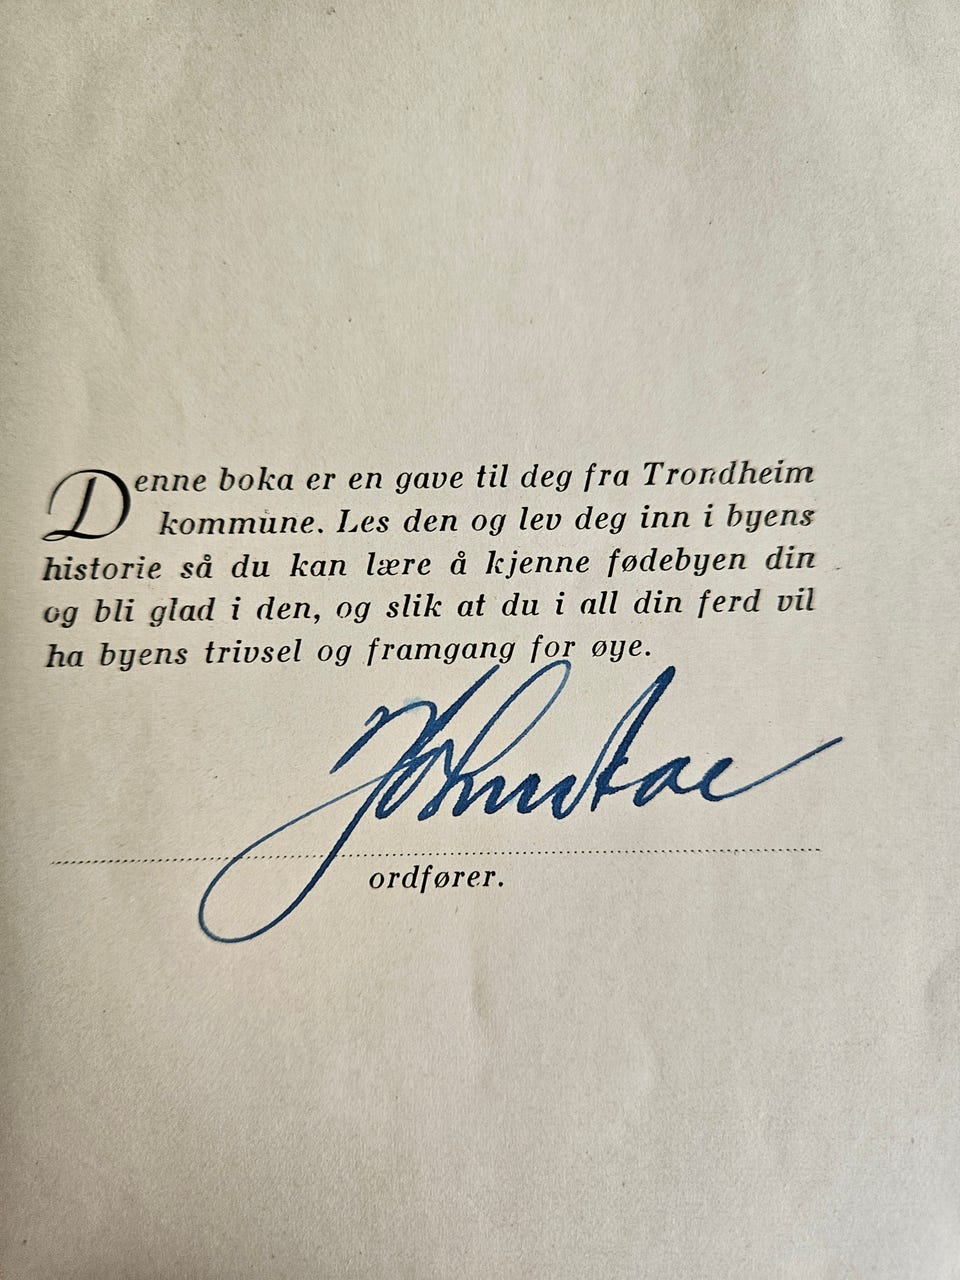 Denne boka er en gave til deg fra Trondheim
kommune. Les den og lev deg inn i byens
historie så du kan lære å kjenne fødebyen din
og bli glad i den, og slik at du i all din ferd vil
ha byens trivsel og framgang for øye.
John Aae
ordfører.